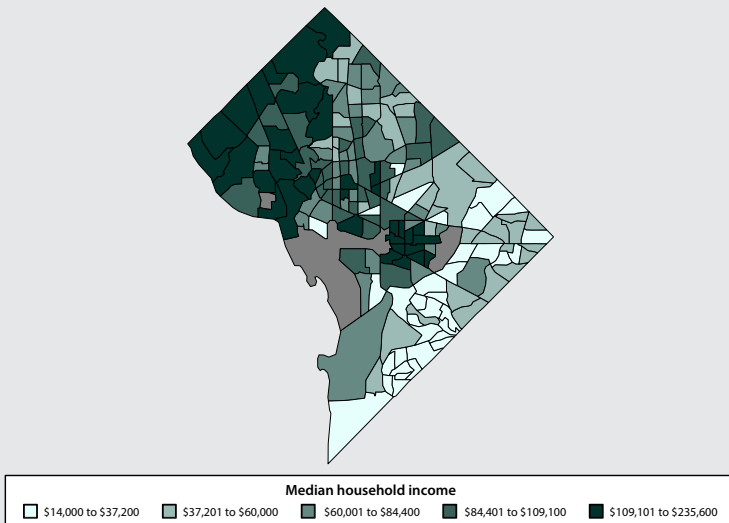 Median household income
$14,000 to $37,200 $37,201 to $60,000 $60,001 to $84,400 $84,401 to $109,100 $109,101 to $235,600